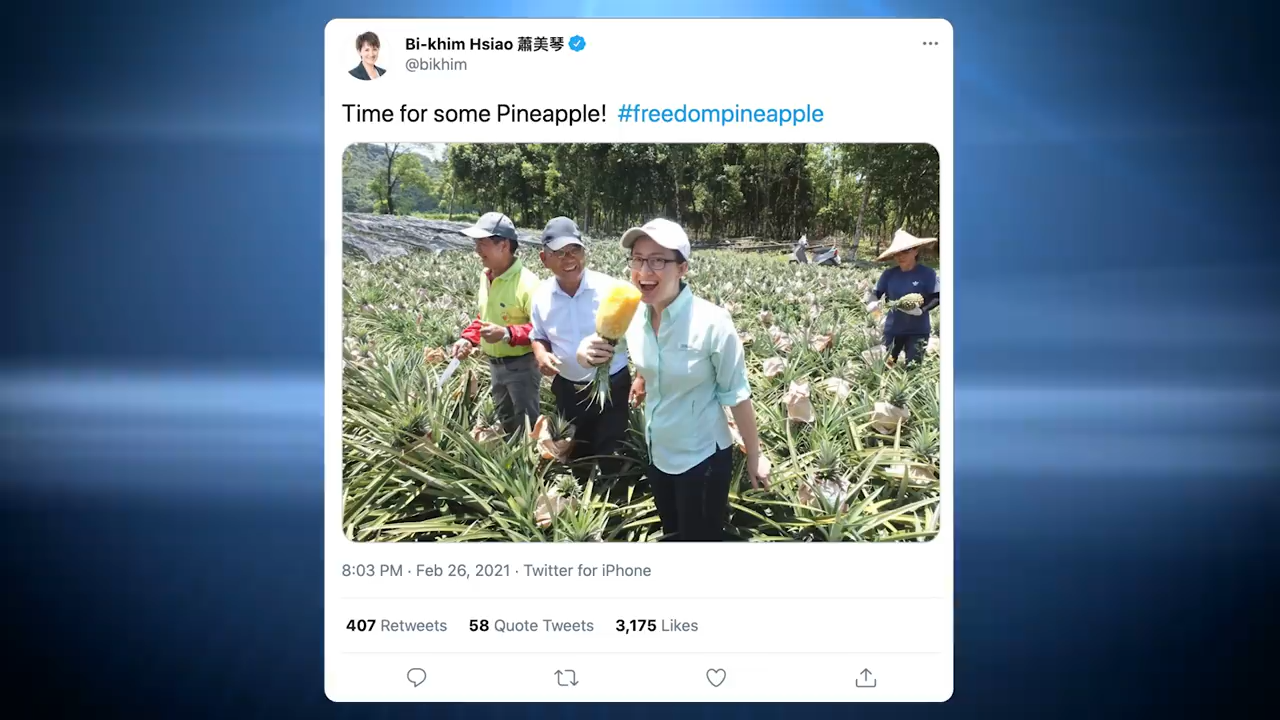 Bi-khim Hsiao 蕭美琴
@bikhim
Time for some Pineapple! #freedompineapple
8:03 PM · Feb 26, 2021 · Twitter for iPhone
407 Retweets 58 Quote Tweets 3,175 Likes